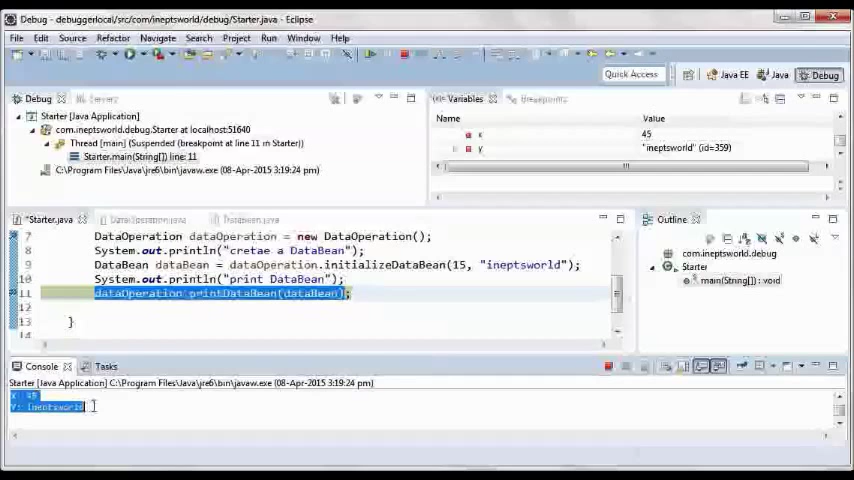 Debug - debuggerlocal/src/com/ineptsworld/debug/Starter.java - Eclipse
File Edit Source Refactor Navigate Search Project Run Window Help
Quick Access Java EE Java Debug
Debug Servers
Starter [Java Application]
com.ineptsworld.debug.Starter at localhost:51640
Thread [main] (Suspended (breakpoint at line 11 in Starter))
Starter.main(String[]) line: 11
C:\Program Files\Java\jre6\bin\javaw.exe (08-Apr-2015 3:19:24 PM)
Variables Breakpoints
Name Value
x 45
y "ineptsworld" (id=359)
*Starter.java DataOperation.java DataBean.java
7 DataOperation dataOperation = new DataOperation();
8 System.out.println("cretae a DataBean");
9 DataBean dataBean = dataOperation.initializeDataBean(15, "ineptsworld");
10 System.out.println("print DataBean");
11 dataOperation.printDataBean(dataBean);
12
13 }
14
Outline
com.ineptsworld.debug
Starter
main(String[]) : void
Console Tasks
Starter [Java Application] C:\Program Files\Java\jre6\bin\javaw.exe (08-Apr-2015 3:19:24 PM)
X: 45
Y: ineptsworld